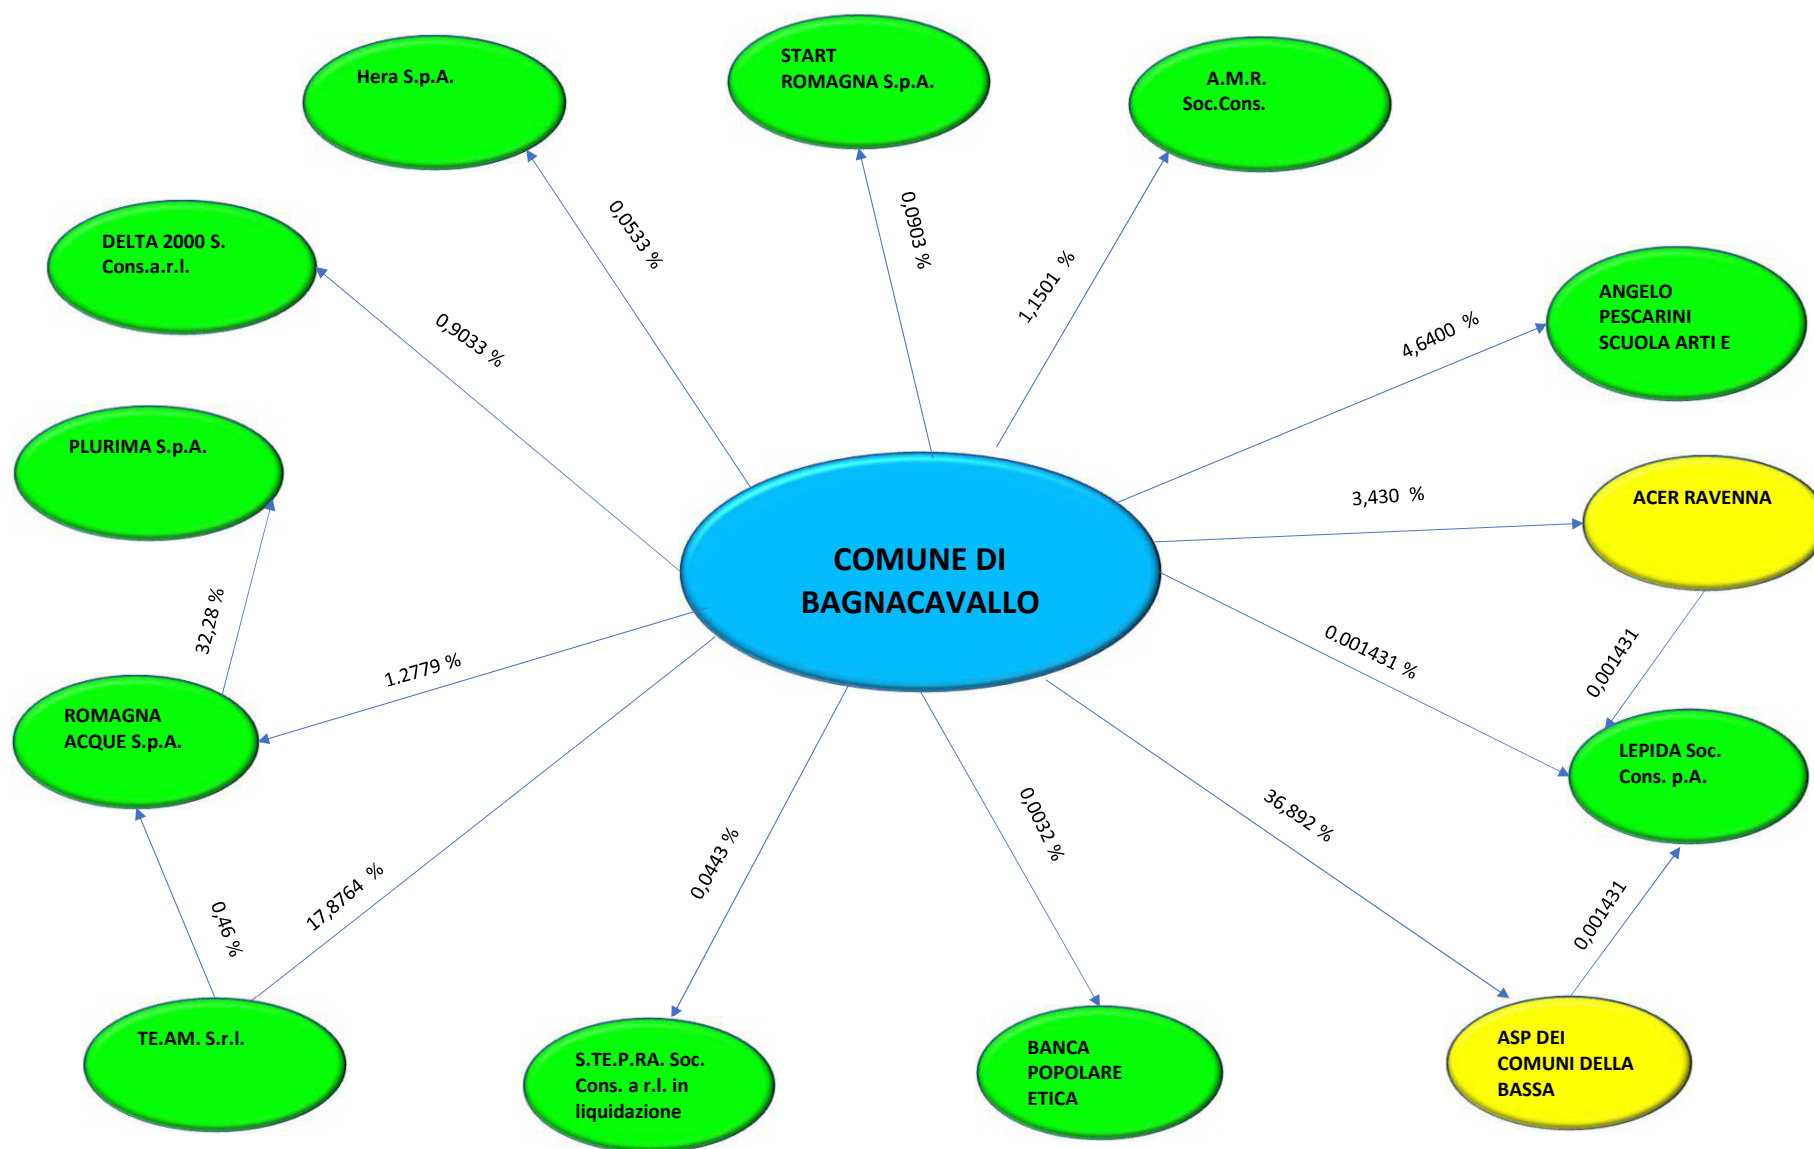 START
ROMAGNA S.p.A.
Hera S.p.A.
A.M.R.
Soc.Cons.
0,0533 %
0,0903 %
1,1501 %
DELTA 2000 S.
Cons.a.r.l.
0,9033 %
4,6400 %
ANGELO
PESCARINI
SCUOLA ARTI E
PLURIMA S.p.A.
3,430 %
ACER RAVENNA
COMUNE DI
BAGNACAVALLO
32,28 %
1.2779 %
0.001431 %
0,001431
ROMAGNA
ACQUE S.p.A.
LEPIDA Soc.
Cons. p.A.
0,46 %
17,8764 %
0,0443 %
0,0032 %
36,892 %
0,001431
TE.AM. S.r.l.
S.TE.P.RA. Soc.
Cons. a r.l. in
liquidazione
BANCA
POPOLARE
ETICA
ASP DEI
COMUNI DELLA
BASSA